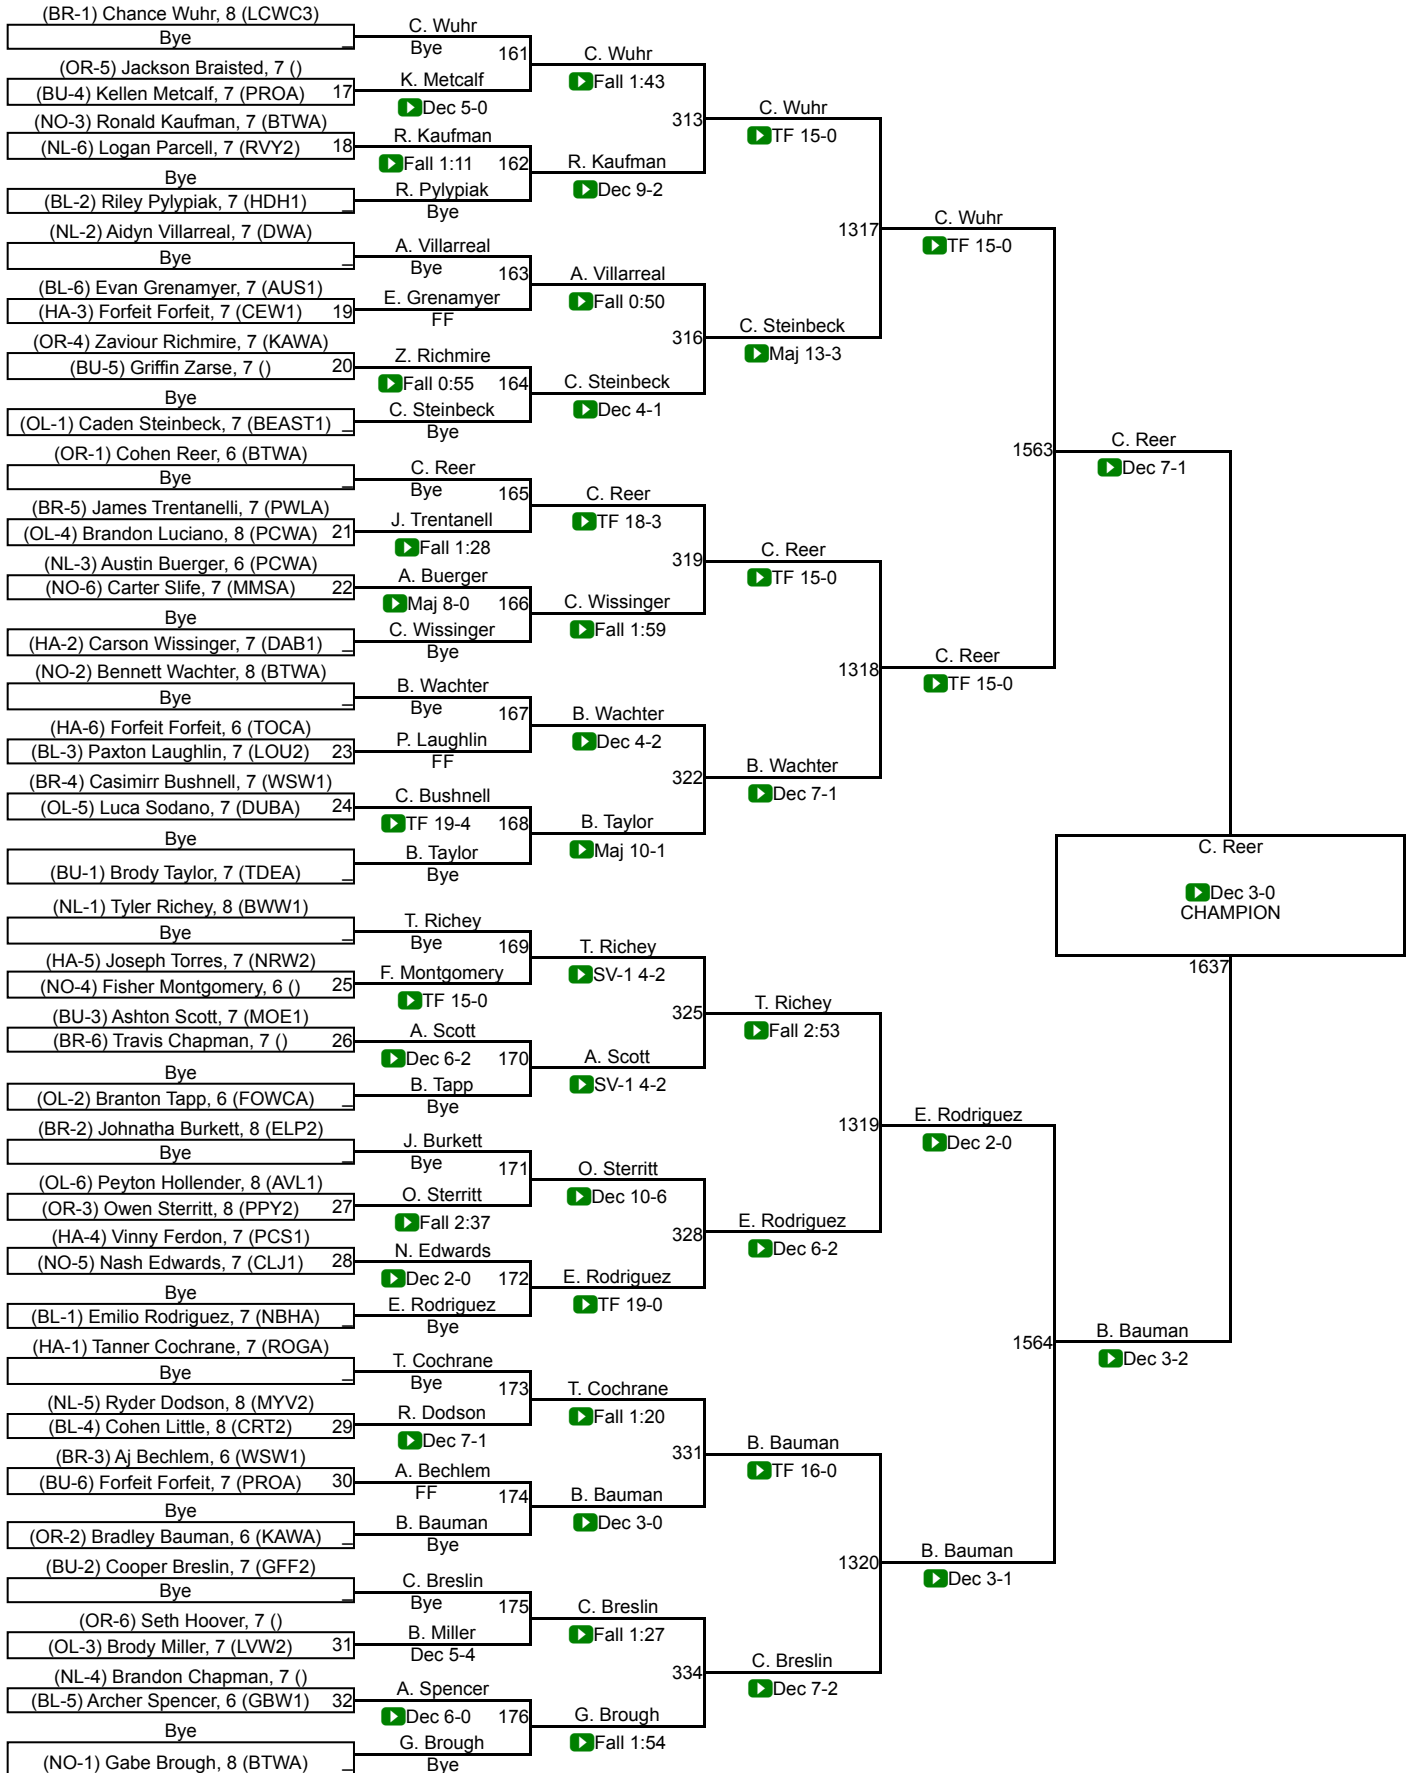 (BR-1) Chance Wuhr, 8 (LCWC3)
Bye
(OR-5) Jackson Braisted, 7 ()
(BU-4) Kellen Metcalf, 7 (PROA) 17
(NO-3) Ronald Kaufman, 7 (BTWA)
(NL-6) Logan Parcell, 7 (RVY2) 18
Bye
(BL-2) Riley Pylypiak, 7 (HDH1)
(NL-2) Aidyn Villarreal, 7 (DWA)
Bye
(BL-6) Evan Grenamyer, 7 (AUS1)
(HA-3) Forfeit Forfeit, 7 (CEW1) 19
(OR-4) Zaviour Richmire, 7 (KAWA)
(BU-5) Griffin Zarse, 7 () 20
Bye
(OL-1) Caden Steinbeck, 7 (BEAST1)
(OR-1) Cohen Reer, 6 (BTWA)
Bye
(BR-5) James Trentanelli, 7 (PWLA)
(OL-4) Brandon Luciano, 8 (PCWA) 21
(NL-3) Austin Buerger, 6 (PCWA)
(NO-6) Carter Slife, 7 (MMSA) 22
Bye
(HA-2) Carson Wissinger, 7 (DAB1)
(NO-2) Bennett Wachter, 8 (BTWA)
Bye
(HA-6) Forfeit Forfeit, 6 (TOCA)
(BL-3) Paxton Laughlin, 7 (LOU2) 23
(BR-4) Casimirr Bushnell, 7 (WSW1)
(OL-5) Luca Sodano, 7 (DUBA) 24
Bye
(BU-1) Brody Taylor, 7 (TDEA)
(NL-1) Tyler Richey, 8 (BWW1)
Bye
(HA-5) Joseph Torres, 7 (NRW2)
(NO-4) Fisher Montgomery, 6 () 25
(BU-3) Ashton Scott, 7 (MOE1)
(BR-6) Travis Chapman, 7 () 26
Bye
(OL-2) Branton Tapp, 6 (FOWCA)
(BR-2) Johnatha Burkett, 8 (ELP2)
Bye
(OL-6) Peyton Hollender, 8 (AVL1)
(OR-3) Owen Sterritt, 8 (PPY2) 27
(HA-4) Vinny Ferdon, 7 (PCS1)
(NO-5) Nash Edwards, 7 (CLJ1) 28
Bye
(BL-1) Emilio Rodriguez, 7 (NBHA)
(HA-1) Tanner Cochrane, 7 (ROGA)
Bye
(NL-5) Ryder Dodson, 8 (MYV2)
(BL-4) Cohen Little, 8 (CRT2) 29
(BR-3) Aj Bechlem, 6 (WSW1)
(BU-6) Forfeit Forfeit, 7 (PROA) 30
Bye
(OR-2) Bradley Bauman, 6 (KAWA)
(BU-2) Cooper Breslin, 7 (GFF2)
Bye
(OR-6) Seth Hoover, 7 ()
(OL-3) Brody Miller, 7 (LVW2) 31
(NL-4) Brandon Chapman, 7 ()
(BL-5) Archer Spencer, 6 (GBW1) 32
Bye
(NO-1) Gabe Brough, 8 (BTWA)
C. Wuhr
Bye 161
K. Metcalf
Dec 5-0
R. Kaufman
Fall 1:11 162
R. Pylypiak
Bye
A. Villarreal
Bye 163
E. Grenamyer
FF
Z. Richmire
Fall 0:55 164
C. Steinbeck
Bye
C. Reer
Bye 165
J. Trentanell
Fall 1:28
A. Buerger
Maj 8-0 166
C. Wissinger
Bye
B. Wachter
Bye 167
P. Laughlin
FF
C. Bushnell
TF 19-4 168
B. Taylor
Bye
T. Richey
Bye 169
F. Montgomery
TF 15-0
A. Scott
Dec 6-2 170
B. Tapp
Bye
J. Burkett
Bye 171
O. Sterritt
Fall 2:37
N. Edwards
Dec 2-0 172
E. Rodriguez
Bye
T. Cochrane
Bye 173
R. Dodson
Dec 7-1
A. Bechlem
FF 174
B. Bauman
Bye
C. Breslin
Bye 175
B. Miller
Dec 5-4
A. Spencer
Dec 6-0 176
G. Brough
Bye
C. Wuhr
Fall 1:43
313
R. Kaufman
Dec 9-2
A. Villarreal
Fall 0:50
316
C. Steinbeck
Dec 4-1
C. Reer
TF 18-3
319
C. Wissinger
Fall 1:59
B. Wachter
Dec 4-2
322
B. Taylor
Maj 10-1
T. Richey
SV-1 4-2
325
A. Scott
SV-1 4-2
O. Sterritt
Dec 10-6
328
E. Rodriguez
TF 19-0
T. Cochrane
Fall 1:20
331
B. Bauman
Dec 3-0
C. Breslin
Fall 1:27
334
G. Brough
Fall 1:54
C. Wuhr
TF 15-0
1317
C. Steinbeck
Maj 13-3
C. Reer
TF 15-0
1318
B. Wachter
Dec 7-1
T. Richey
Fall 2:53
1319
E. Rodriguez
Dec 6-2
B. Bauman
TF 16-0
1320
C. Breslin
Dec 7-2
C. Wuhr
TF 15-0
1563
C. Reer
TF 15-0
E. Rodriguez
Dec 2-0
1564
B. Bauman
Dec 3-1
C. Reer
Dec 7-1
B. Bauman
Dec 3-2
C. Reer
Dec 3-0
CHAMPION
1637